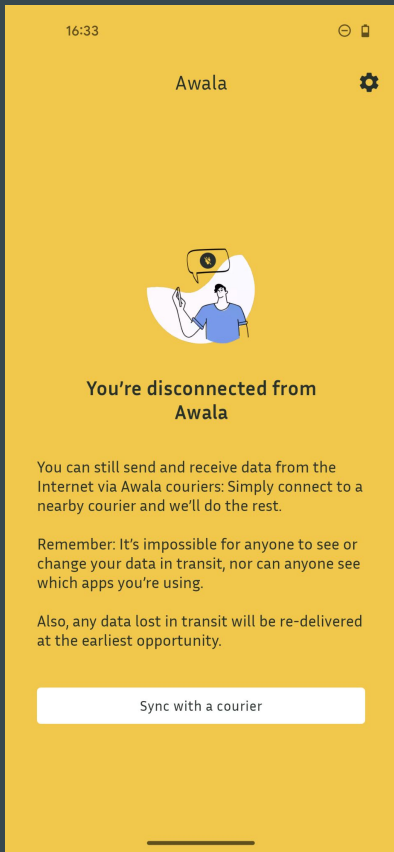 16:33
Awala
You're disconnected from
Awala
You can still send and receive data from the
Internet via Awala couriers: Simply connect to a
nearby courier and we'll do the rest.
Remember: It's impossible for anyone to see or
change your data in transit, nor can anyone see
which apps you're using.
Also, any data lost in transit will be re-delivered
at the earliest opportunity.
Sync with a courier